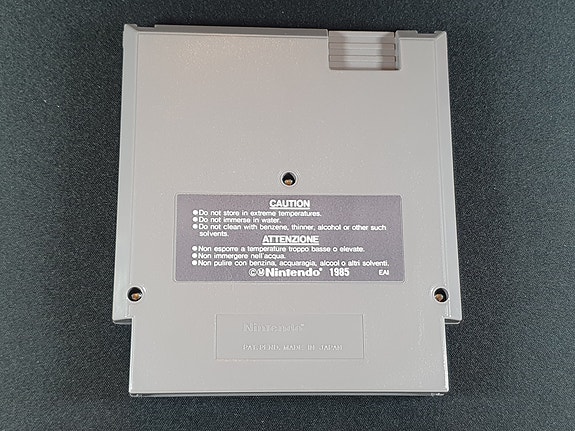 CAUTION
●Do not store in extreme temperatures.
●Do not immerse in water.
●Do not clean with benzene, thinner, alcohol or other such
solvents.
ATTENZIONE
●Non esporre a temperature troppo basse o elevate.
●Non immergere nell'acqua.
●Non pulire con benzina, acquaragia, alcool o altri solventi.
©ⓂNintendo® 1985 EAI
Nintendo®
PAT. PEND. MADE IN JAPAN